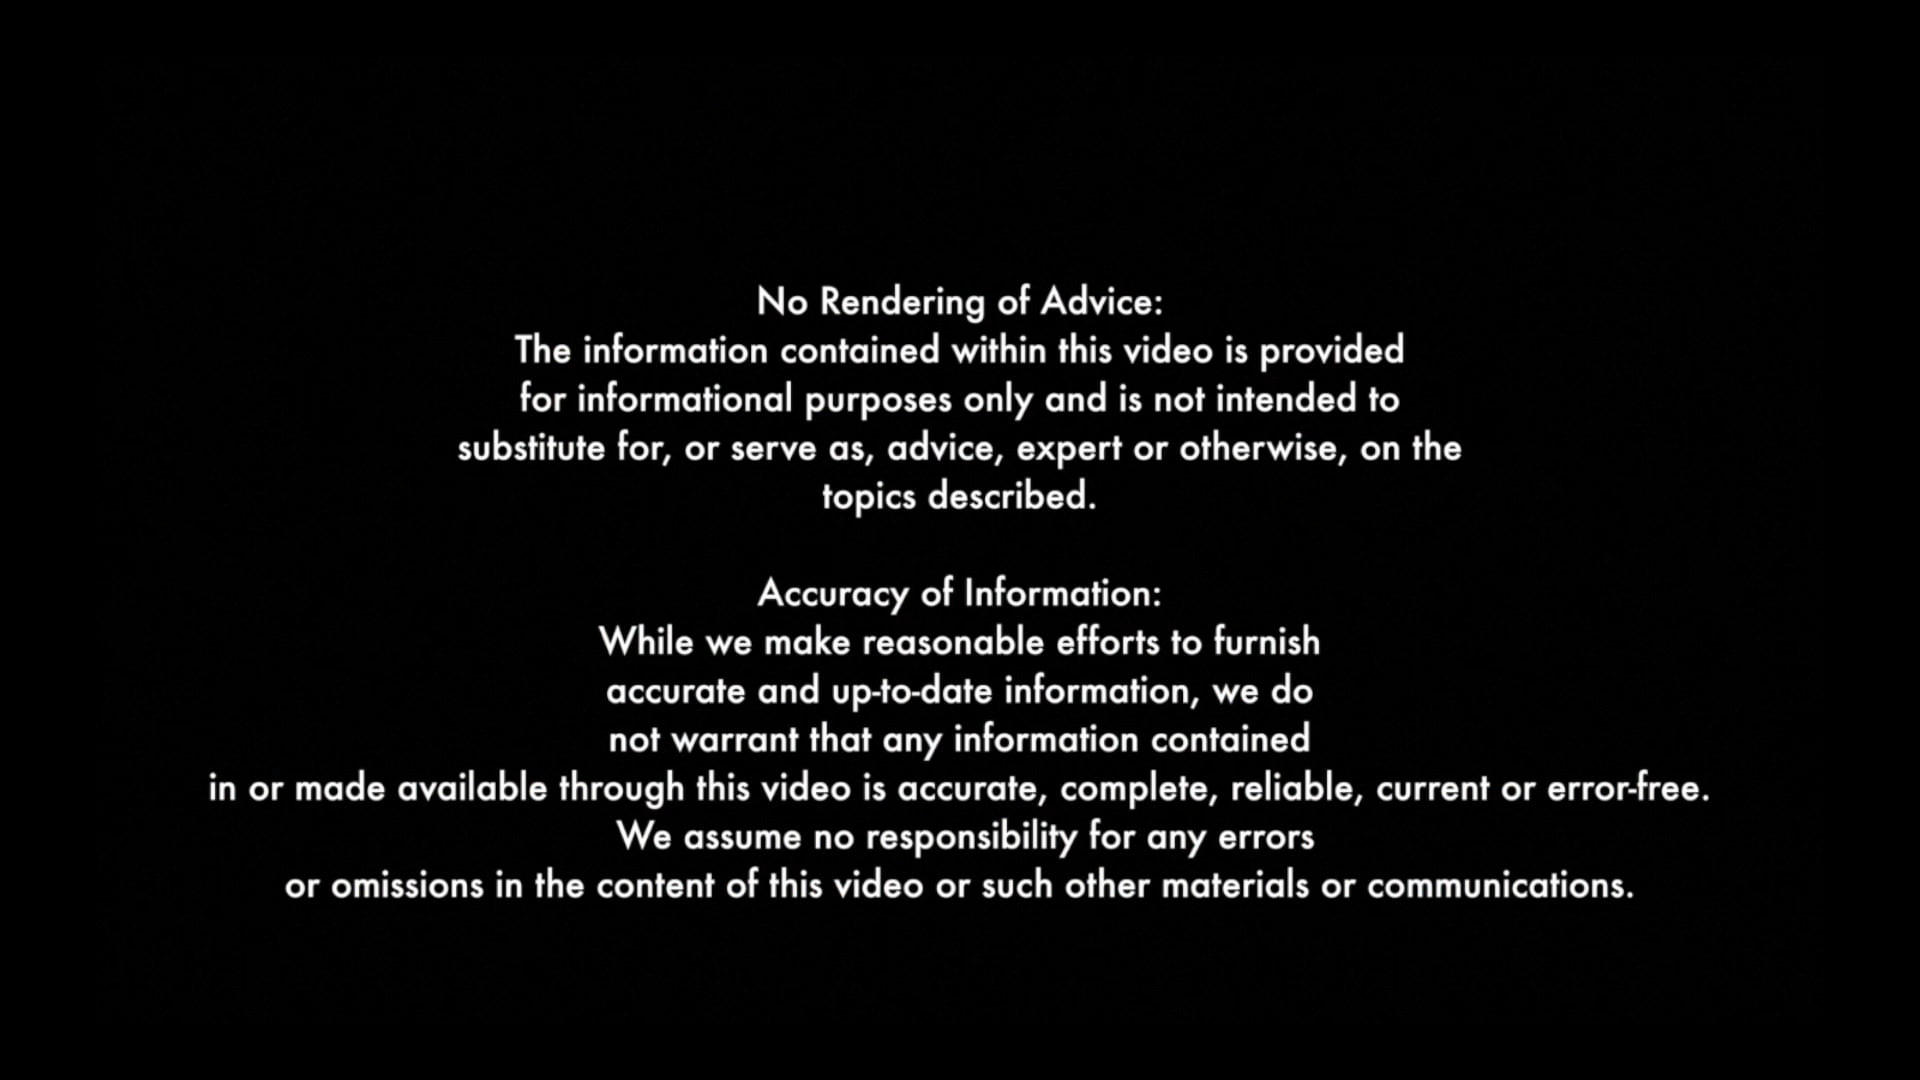 No Rendering of Advice:
The information contained within this video is provided
for informational purposes only and is not intended to
substitute for, or serve as, advice, expert or otherwise, on the
topics described.
Accuracy of Information:
While we make reasonable efforts to furnish
accurate and up-to-date information, we do
not warrant that any information contained
in or made available through this video is accurate, complete, reliable, current or error-free.
We assume no responsibility for any errors
or omissions in the content of this video or such other materials or communications.